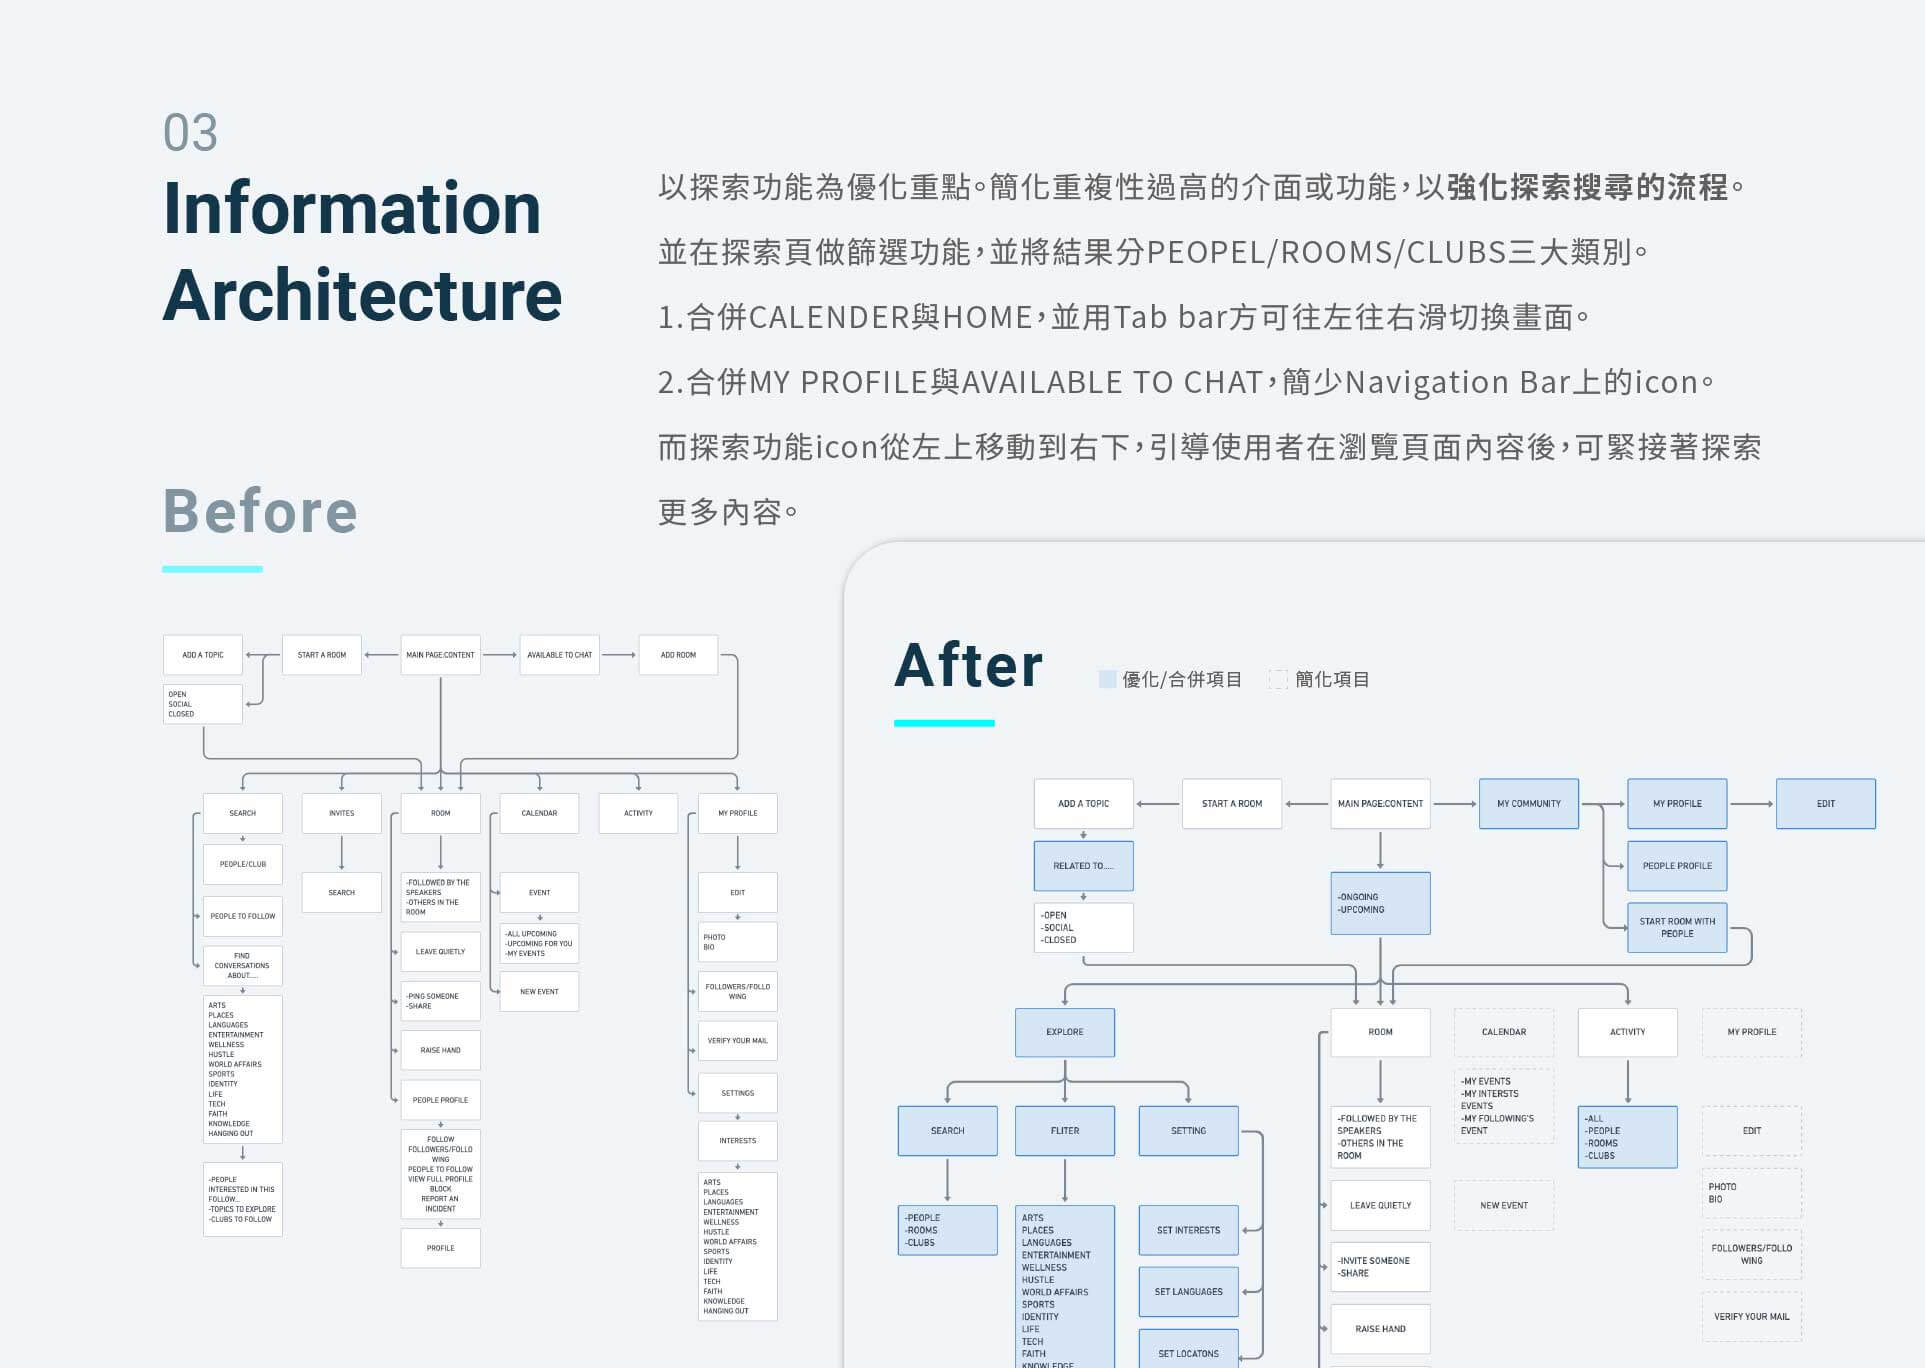 03
Information
Architecture
以探索功能為優化重點。簡化重複性過高的介面或功能，以強化探索搜尋的流程。
並在探索頁做篩選功能，並將結果分PEOPEL/ROOMS/CLUBS三大類別。
1.合併CALENDER與HOME，並用Tab bar方可往左往右滑切換畫面。
2.合併MY PROFILE與AVAILABLE TO CHAT，簡少Navigation Bar上的icon。
而探索功能icon從左上移動到右下，引導使用者在瀏覽頁面內容後，可緊接著探索
更多內容。
Before
ADD A TOPIC
START A ROOM
MAIN PAGE:CONTENT
AVAILABLE TO CHAT
ADD ROOM
OPEN
SOCIAL
CLOSED
SEARCH
INVITES
ROOM
CALENDAR
ACTIVITY
MY PROFILE
PEOPLE/CLUB
PEOPLE TO FOLLOW
FIND
CONVERSATIONS
ABOUT.....
ARTS
PLACES
LANGUAGES
ENTERTAINMENT
WELLNESS
HUSTLE
WORLD AFFAIRS
SPORTS
IDENTITY
LIFE
TECH
FAITH
KNOWLEDGE
HANGING OUT
-PEOPLE
INTERESTED IN THIS
FOLLOW...
-TOPICS TO EXPLORE
-CLUBS TO FOLLOW
SEARCH
-FOLLOWED BY THE
SPEAKERS
-OTHERS IN THE
ROOM
LEAVE QUIETLY
-PING SOMEONE
-SHARE
RAISE HAND
PEOPLE PROFILE
FOLLOW
FOLLOWERS/FOLLO
WING
PEOPLE TO FOLLOW
VIEW FULL PROFILE
BLOCK
REPORT AN
INCIDENT
PROFILE
EVENT
-ALL UPCOMING
-UPCOMING FOR YOU
-MY EVENTS
NEW EVENT
EDIT
PHOTO
BIO
FOLLOWERS/FOLLO
WING
VERIFY YOUR MAIL
SETTINGS
INTERESTS
ARTS
PLACES
LANGUAGES
ENTERTAINMENT
WELLNESS
HUSTLE
WORLD AFFAIRS
SPORTS
IDENTITY
LIFE
TECH
FAITH
KNOWLEDGE
HANGING OUT
After
優化/合併項目
簡化項目
ADD A TOPIC
START A ROOM
MAIN PAGE:CONTENT
MY COMMUNITY
MY PROFILE
EDIT
RELATED TO.....
-OPEN
-SOCIAL
-CLOSED
-ONGOING
-UPCOMING
PEOPLE PROFILE
START ROOM WITH
PEOPLE
EXPLORE
ROOM
CALENDAR
ACTIVITY
MY PROFILE
SEARCH
FLITER
SETTING
-PEOPLE
-ROOMS
-CLUBS
ARTS
PLACES
LANGUAGES
ENTERTAINMENT
WELLNESS
HUSTLE
WORLD AFFAIRS
SPORTS
IDENTITY
LIFE
TECH
FAITH
KNOWLEDGE
SET INTERESTS
SET LANGUAGES
SET LOCATONS
-FOLLOWED BY THE
SPEAKERS
-OTHERS IN THE
ROOM
LEAVE QUIETLY
-INVITE SOMEONE
-SHARE
RAISE HAND
-MY EVENTS
-MY INTERSTS
EVENTS
-MY FOLLOWING'S
EVENT
NEW EVENT
-ALL
-PEOPLE
-ROOMS
-CLUBS
EDIT
PHOTO
BIO
FOLLOWERS/FOLLO
WING
VERIFY YOUR MAIL